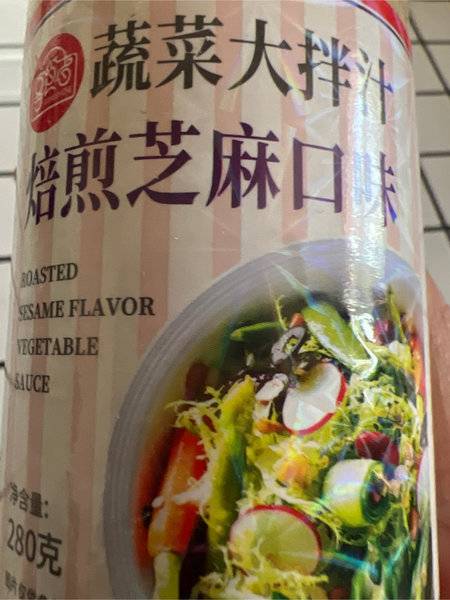 蔬菜大拌汁
焙煎芝麻口味
ROASTED
SESAME FLAVOR
VEGETABLE
SAUCE
净含量:
280克